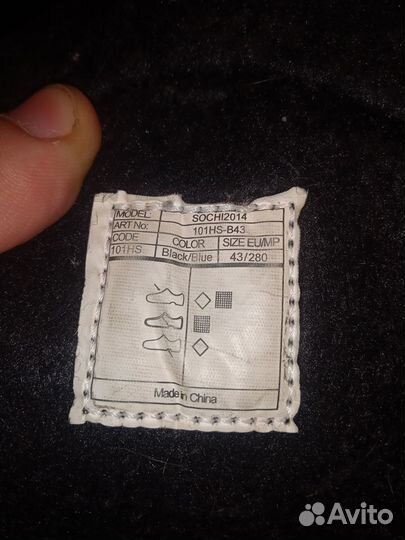 MODEL: SOCHI2014
ART No: 101HS-B43
CODE COLOR SIZE EU/MP
101HS Black/Blue 43/280
Made in China
Avito